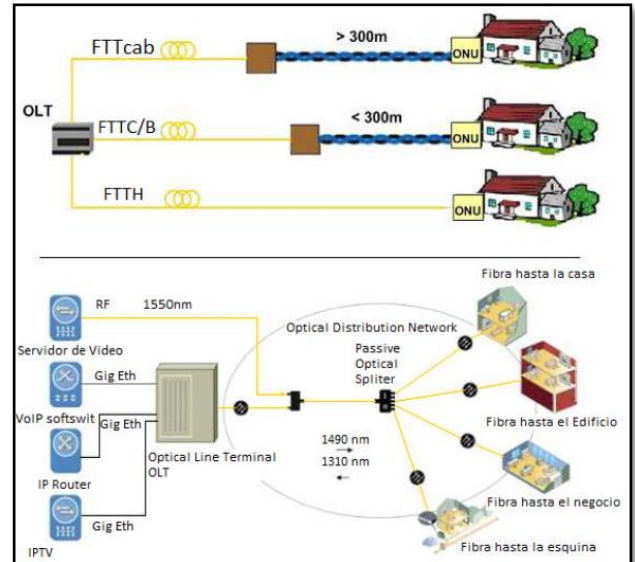 FTTcab
> 300m
ONU
OLT
FTTC/B
< 300m
ONU
FTTH
ONU
Fibra hasta la casa
RF
1550nm
Optical Distribution Network
Servidor de Video
Passive
Optical
Spliter
Gig Eth
VoIP softswit
Gig Eth
Fibra hasta el Edificio
1490 nm
1310 nm
Optical Line Terminal
OLT
IP Router
Fibra hasta el negocio
Gig Eth
Fibra hasta la esquina
IPTV